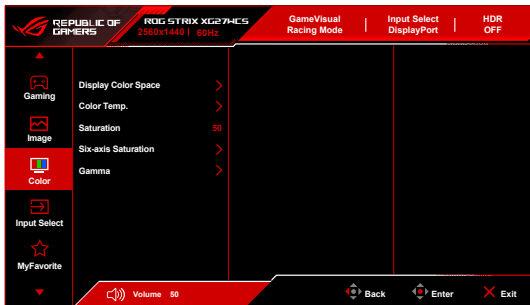 REPUBLIC OF
GAMERS
ROG STRIX XG27WCS
2560x1440 | 60Hz
GameVisual
Racing Mode
Input Select
DisplayPort
HDR
OFF
Gaming
Image
Color
Input Select
MyFavorite
Display Color Space
Color Temp.
Saturation 50
Six-axis Saturation
Gamma
Volume 50
Back
Enter
Exit